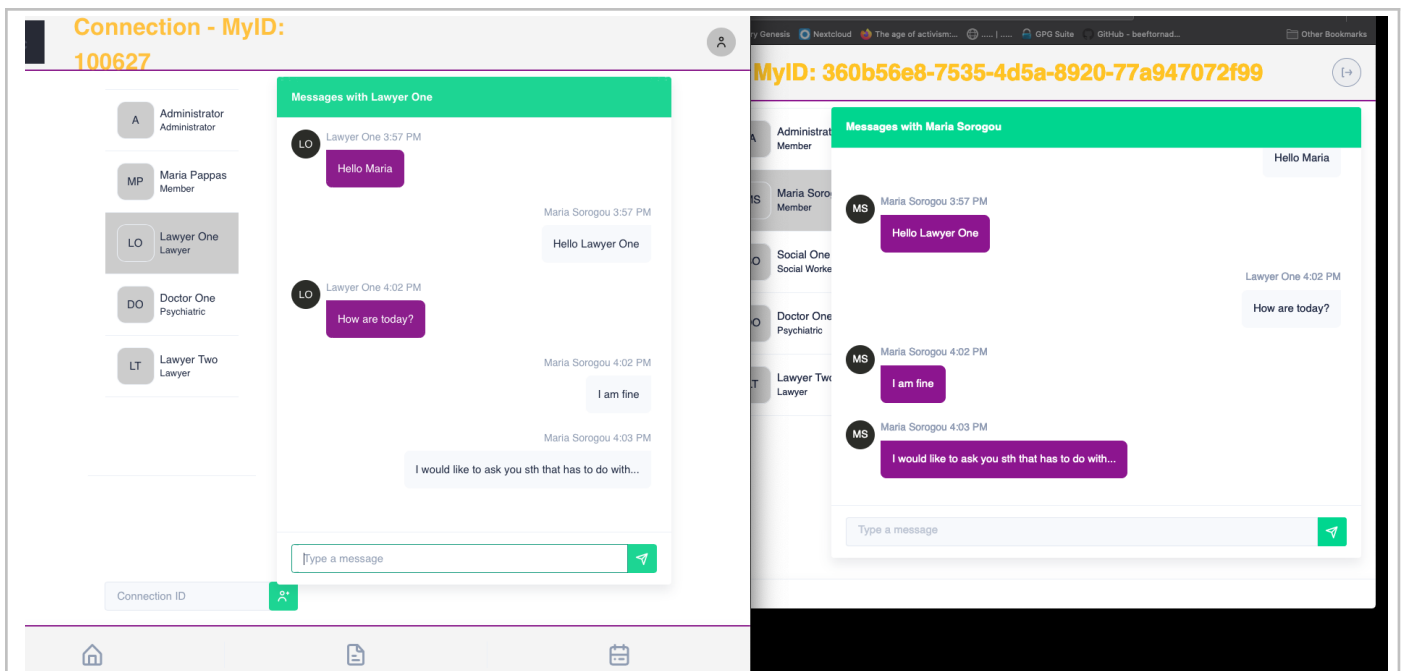 Connection - MyID:
100627
A
Administrator
Administrator
MP
Maria Pappas
Member
LO
Lawyer One
Lawyer
DO
Doctor One
Psychiatric
LT
Lawyer Two
Lawyer
Connection ID
Messages with Lawyer One
LO
Lawyer One 3:57 PM
Hello Maria
Maria Sorogou 3:57 PM
Hello Lawyer One
LO
Lawyer One 4:02 PM
How are today?
Maria Sorogou 4:02 PM
I am fine
Maria Sorogou 4:03 PM
I would like to ask you sth that has to do with...
Type a message
ry Genesis Nextcloud The age of activism:... ..... | ..... GPG Suite GitHub - beeftornad... Other Bookmarks
MyID: 360b56e8-7535-4d5a-8920-77a947072f99
A
Administrat
Member
MS
Maria Soro
Member
SO
Social One
Social Worke
DO
Doctor One
Psychiatric
LT
Lawyer Two
Lawyer
Messages with Maria Sorogou
Hello Maria
MS
Maria Sorogou 3:57 PM
Hello Lawyer One
Lawyer One 4:02 PM
How are today?
MS
Maria Sorogou 4:02 PM
I am fine
MS
Maria Sorogou 4:03 PM
I would like to ask you sth that has to do with...
Type a message